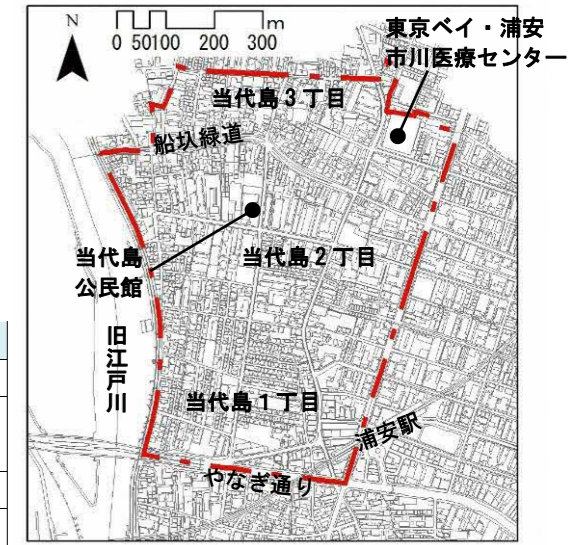 N
m
0 50100 200 300
東京ベイ・浦安
市川医療センター
当代島3丁目
船圦緑道
当代島2丁目
当代島
公民館
旧江戸川
当代島1丁目
浦安駅
やなぎ通り